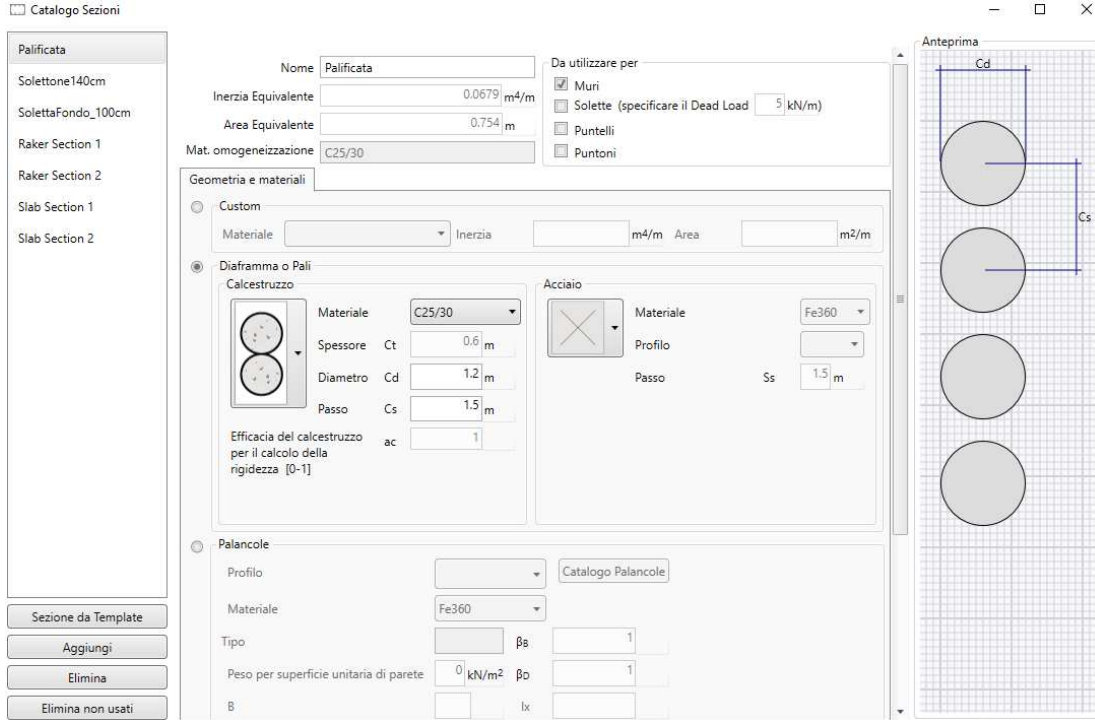 Catalogo Sezioni
Palificata
Solettone140cm
SolettaFondo_100cm
Raker Section 1
Raker Section 2
Slab Section 1
Slab Section 2
Sezione da Template
Aggiungi
Elimina
Elimina non usati
Nome Palificata
Inerzia Equivalente 0.0679 m4/m
Area Equivalente 0.754 m
Mat. omogeneizzazione C25/30
Da utilizzare per
Muri
Solette (specificare il Dead Load 5 kN/m)
Puntelli
Puntoni
Geometria e materiali
Custom
Materiale Inerzia m4/m Area m2/m
Diaframma o Pali
Calcestruzzo
Materiale C25/30
Spessore Ct 0.6 m
Diametro Cd 1.2 m
Passo Cs 1.5 m
Efficacia del calcestruzzo
per il calcolo della
rigidezza [0-1]
ac 1
Acciaio
Materiale Fe360
Profilo
Passo Ss 1.5 m
Palancole
Profilo Catalogo Palancole
Materiale Fe360
Tipo βB 1
Peso per superficie unitaria di parete 0 kN/m2 βD 1
B Ix
Anteprima
Cd
Cs